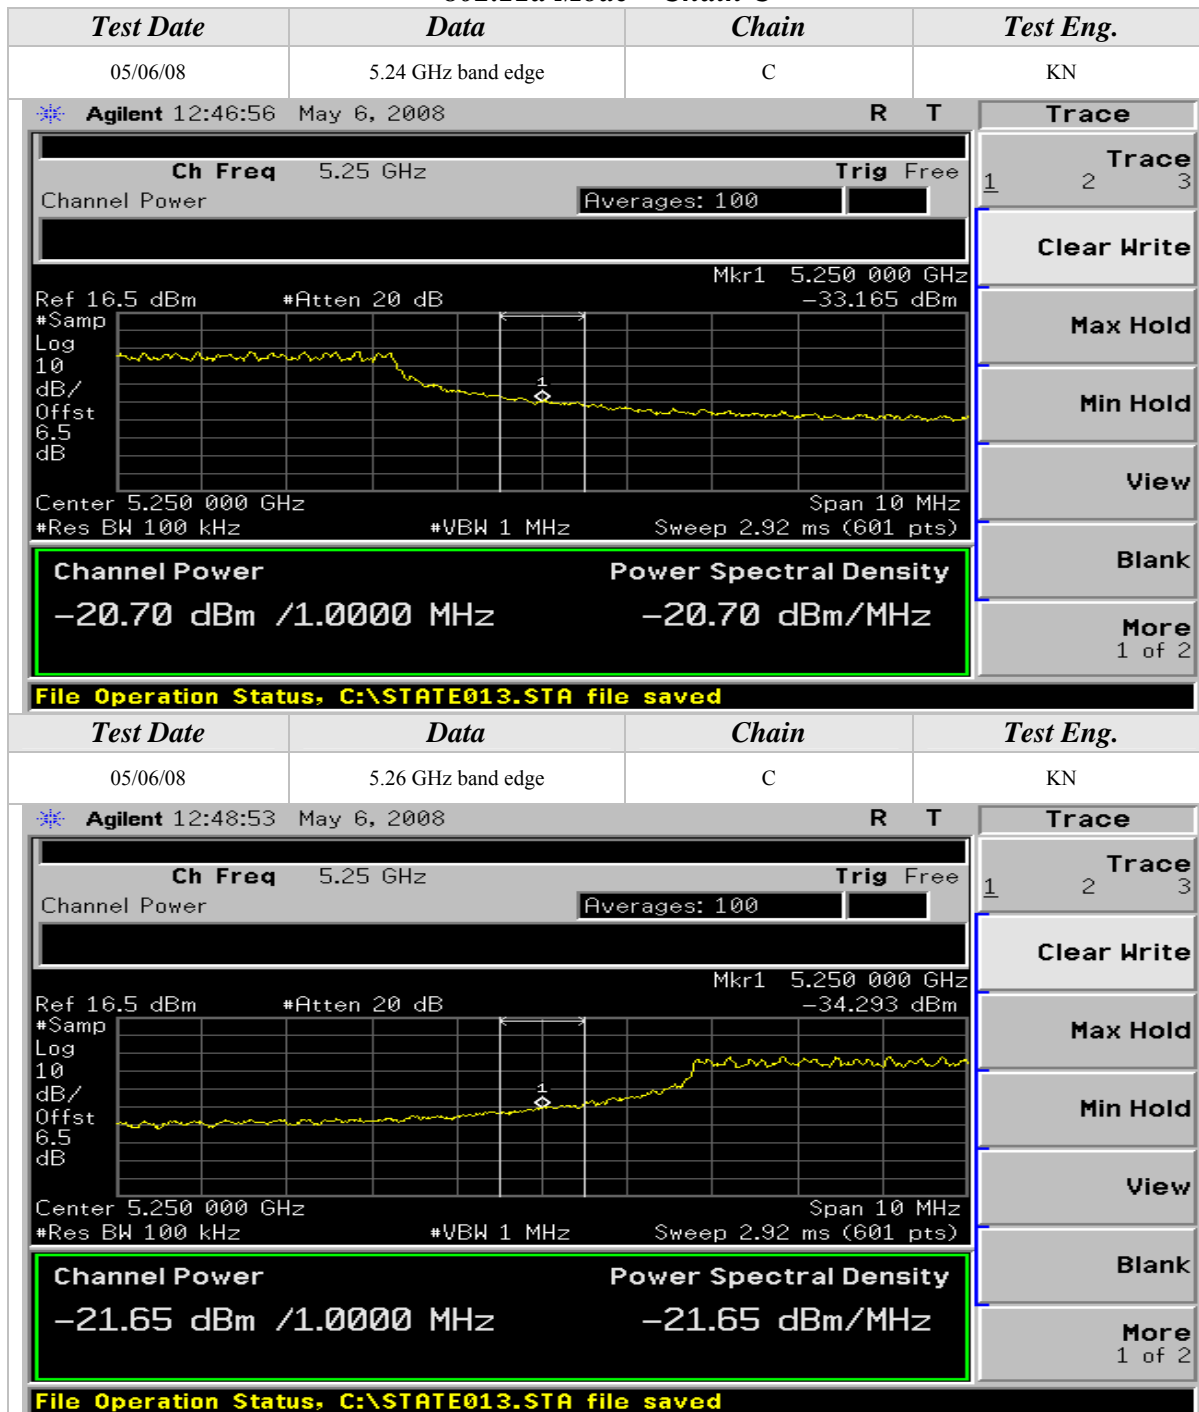 Test Date Data Chain Test Eng.
05/06/08 5.24 GHz band edge C KN
Agilent 12:46:56 May 6, 2008 R T Trace
Ch Freq 5.25 GHz Trig Free
Channel Power Averages: 100
Trace
1 2 3
Clear Write
Mkr1 5.250 000 GHz
Ref 16.5 dBm #Atten 20 dB -33.165 dBm
#Samp
Log
10
dB/
Offst
6.5
dB
1
Max Hold
Min Hold
View
Center 5.250 000 GHz Span 10 MHz
#Res BW 100 kHz #VBW 1 MHz Sweep 2.92 ms (601 pts)
Channel Power Power Spectral Density
-20.70 dBm /1.0000 MHz -20.70 dBm/MHz
Blank
More
1 of 2
File Operation Status, C:\STATE013.STA file saved
Test Date Data Chain Test Eng.
05/06/08 5.26 GHz band edge C KN
Agilent 12:48:53 May 6, 2008 R T Trace
Ch Freq 5.25 GHz Trig Free
Channel Power Averages: 100
Trace
1 2 3
Clear Write
Mkr1 5.250 000 GHz
Ref 16.5 dBm #Atten 20 dB -34.293 dBm
#Samp
Log
10
dB/
Offst
6.5
dB
1
Max Hold
Min Hold
View
Center 5.250 000 GHz Span 10 MHz
#Res BW 100 kHz #VBW 1 MHz Sweep 2.92 ms (601 pts)
Channel Power Power Spectral Density
-21.65 dBm /1.0000 MHz -21.65 dBm/MHz
Blank
More
1 of 2
File Operation Status, C:\STATE013.STA file saved